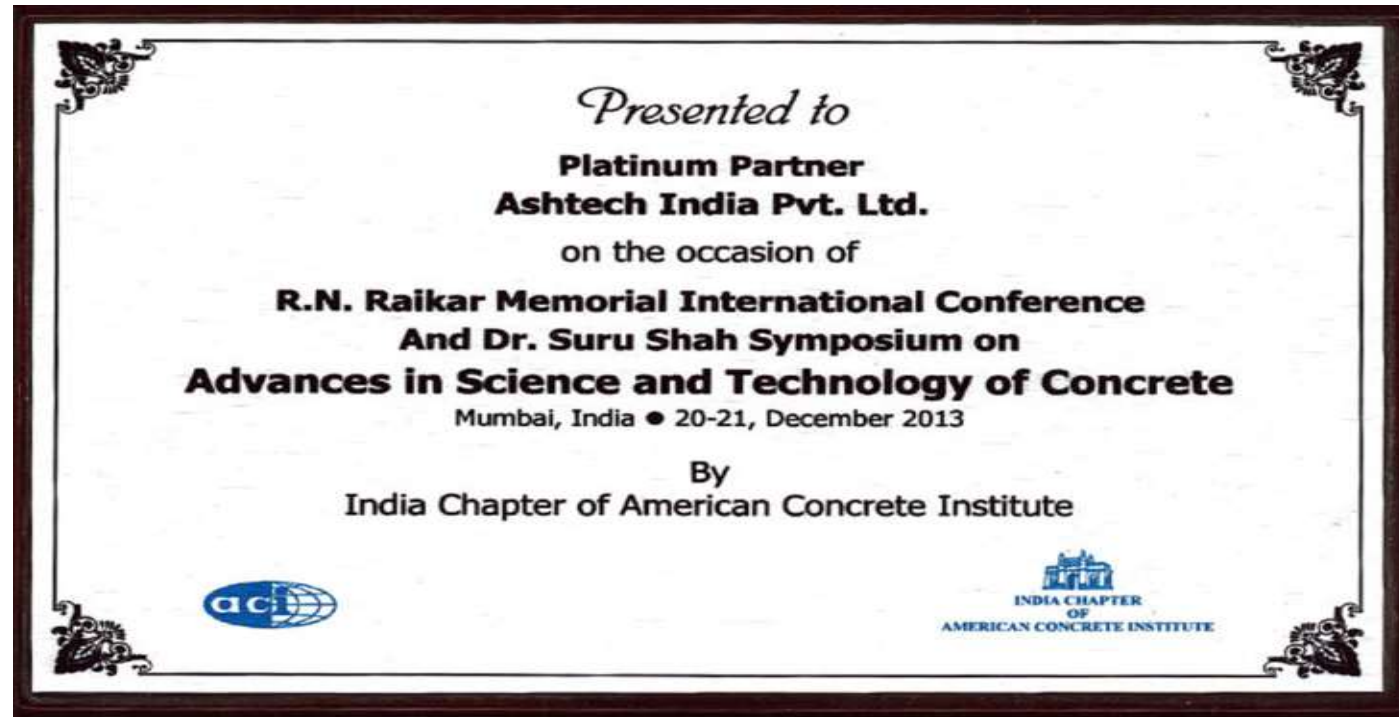 Presented to
Platinum Partner
Ashtech India Pvt. Ltd.
on the occasion of
R.N. Raikar Memorial International Conference
And Dr. Suru Shah Symposium on
Advances in Science and Technology of Concrete
Mumbai, India ● 20-21, December 2013
By
India Chapter of American Concrete Institute
aci
INDIA CHAPTER
OF
AMERICAN CONCRETE INSTITUTE